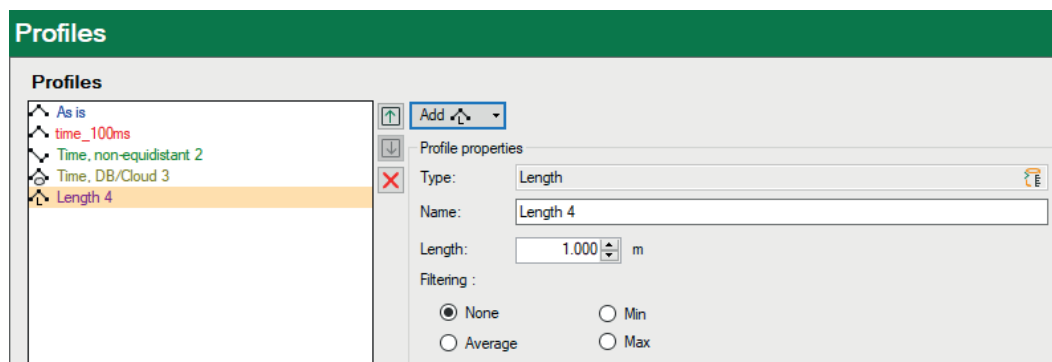 Profiles
Profiles
As is
time_100ms
Time, non-equidistant 2
Time, DB/Cloud 3
Length 4
Add
Profile properties
Type: Length
Name: Length 4
Length: 1.000 m
Filtering :
None Min
Average Max